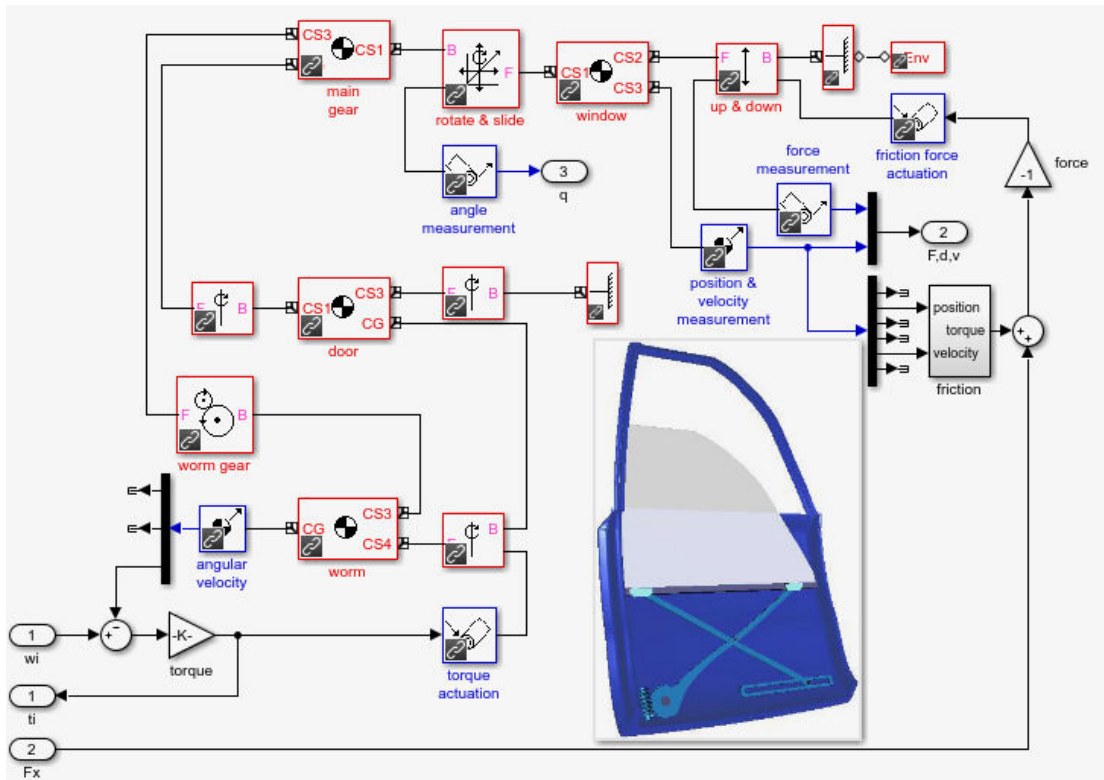 CS3
CS1
main
gear
B
F
rotate & slide
CS1
CS2
CS3
window
F
B
up & down
Env
friction force
actuation
-1
force
force
measurement
angle
measurement
3
q
position &
velocity
measurement
2
F,d,v
position
torque
velocity
friction
+
+
F
B
CS1
CS3
CG
door
F
B
F
B
worm gear
CG
CS3
CS4
worm
F
B
angular
velocity
1
wi
+
−
-K-
torque
torque
actuation
1
ti
2
Fx